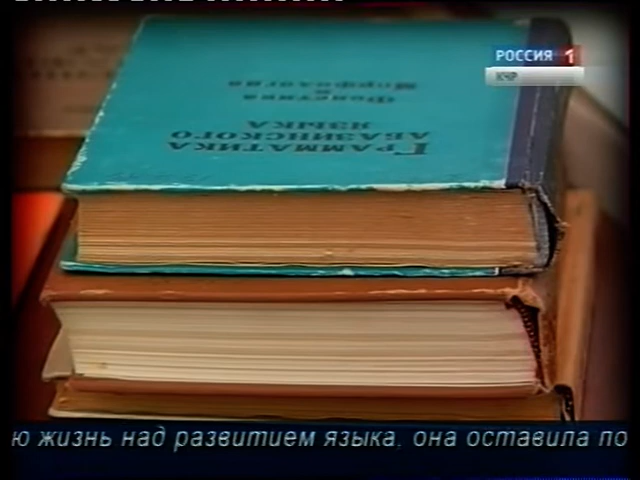 РОССИЯ 1
КЧР
ГРАММАТИКА
АБАЗИНСКОГО
ЯЗЫКА
Фонетика
и
Морфология
ю жизнь над развитием языка, она оставила по